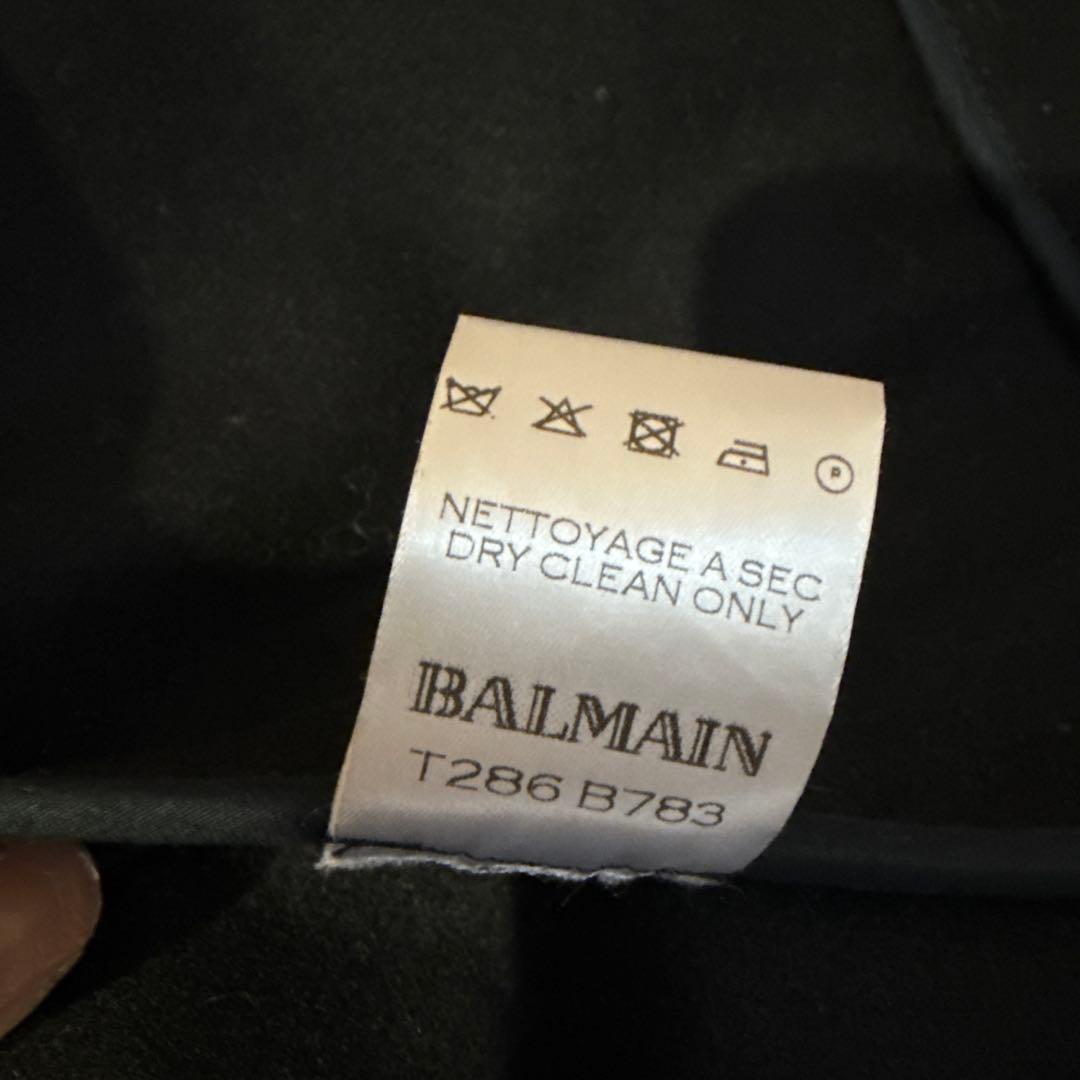 P
NETTOYAGE A SEC
DRY CLEAN ONLY
BALMAIN
T286 B783